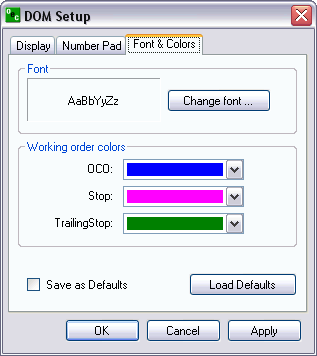 DOM Setup
Display Number Pad Font & Colors
Font
AaBbYyZz Change font ...
Working order colors
OCO:
Stop:
TrailingStop:
Save as Defaults Load Defaults
OK Cancel Apply